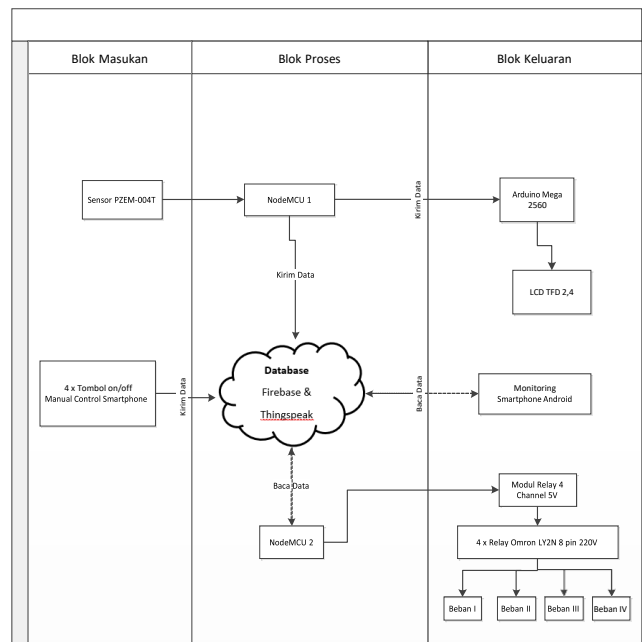 Blok Masukan
Blok Proses
Blok Keluaran
Sensor PZEM-004T
NodeMCU 1
Kirim Data
Arduino Mega
2560
Kirim Data
LCD TFD 2,4
4 x Tombol on/off
Manual Control Smartphone
Kirim Data
Database
Firebase &
Thingspeak
Baca Data
Monitoring
Smartphone Android
Baca Data
NodeMCU 2
Modul Relay 4
Channel 5V
4 x Relay Omron LY2N 8 pin 220V
Beban I
Beban II
Beban III
Beban IV